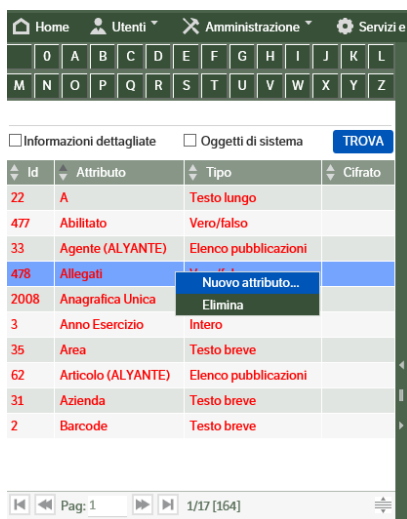 Home Utenti Amministrazione Servizi e
0 A B C D E F G H I J K L
M N O P Q R S T U V W X Y Z
Informazioni dettagliate Oggetti di sistema TROVA
Id Attributo Tipo Cifrato
22 A Testo lungo
477 Abilitato Vero/falso
33 Agente (ALYANTE) Elenco pubblicazioni
478 Allegati
Nuovo attributo...
2008 Anagrafica Unica
Elimina
3 Anno Esercizio Intero
35 Area Testo breve
62 Articolo (ALYANTE) Elenco pubblicazioni
31 Azienda Testo breve
2 Barcode Testo breve
Pag: 1 1/17 [164]